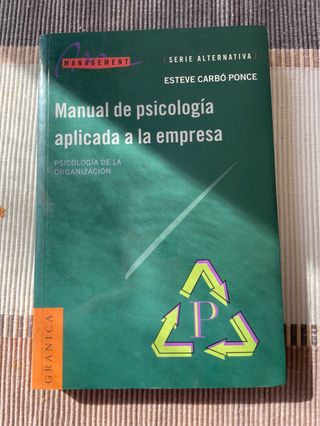 MANAGEMENT
[SERIE ALTERNATIVA]
ESTEVE CARBÓ PONCE
Manual de psicología
aplicada a la empresa
PSICOLOGÍA DE LA
ORGANIZACIÓN
P
GRANICA